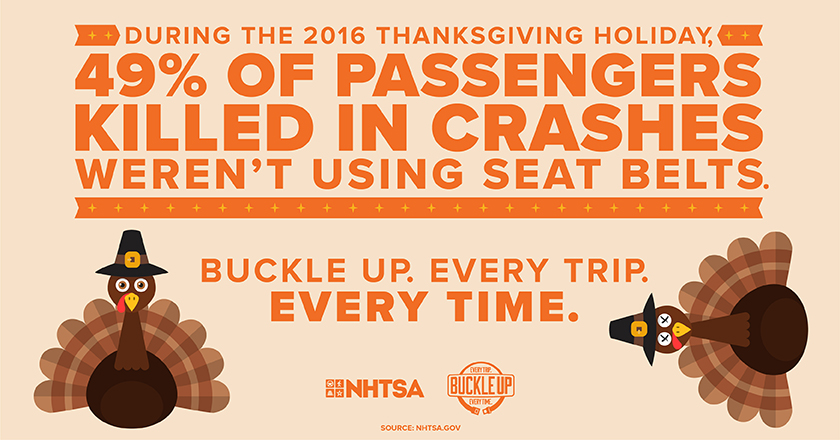 DURING THE 2016 THANKSGIVING HOLIDAY,
49% OF PASSENGERS
KILLED IN CRASHES
WEREN'T USING SEAT BELTS.
BUCKLE UP. EVERY TRIP.
EVERY TIME.
NHTSA
EVERY TRIP.
BUCKLE UP
EVERY TIME.
SOURCE: NHTSA.GOV